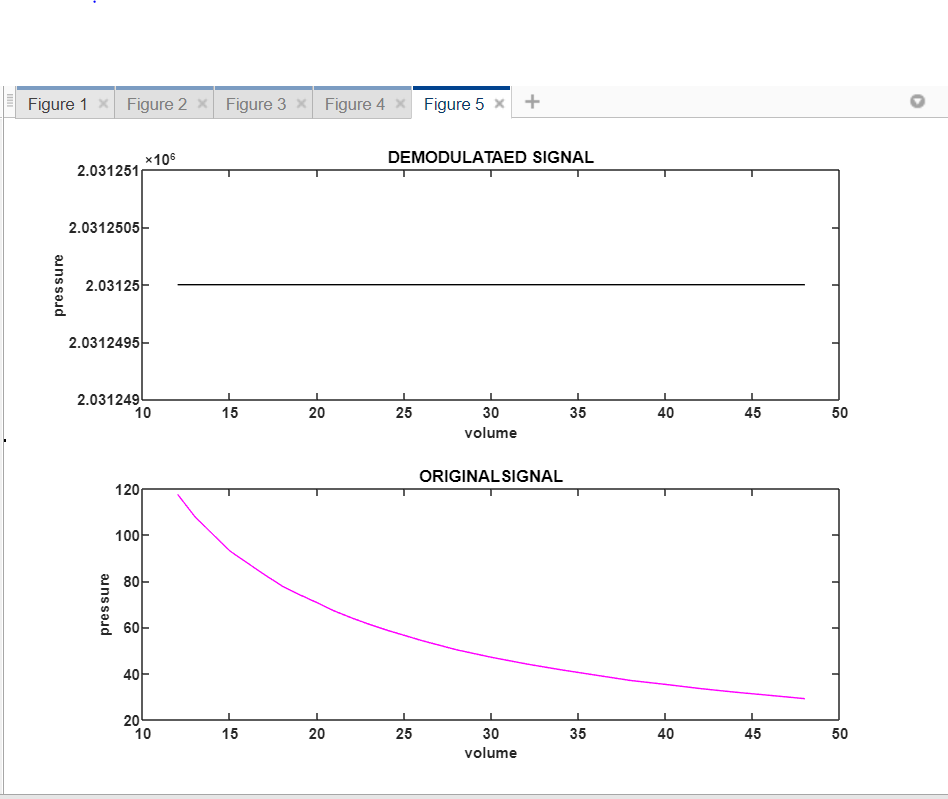 Figure 1 × Figure 2 × Figure 3 × Figure 4 × Figure 5 × +
DEMODULATAED SIGNAL
×10⁶
2.031251
2.0312505
2.03125
2.0312495
2.031249
pressure
10 15 20 25 30 35 40 45 50
volume
ORIGINALSIGNAL
120
100
80
60
40
20
pressure
10 15 20 25 30 35 40 45 50
volume